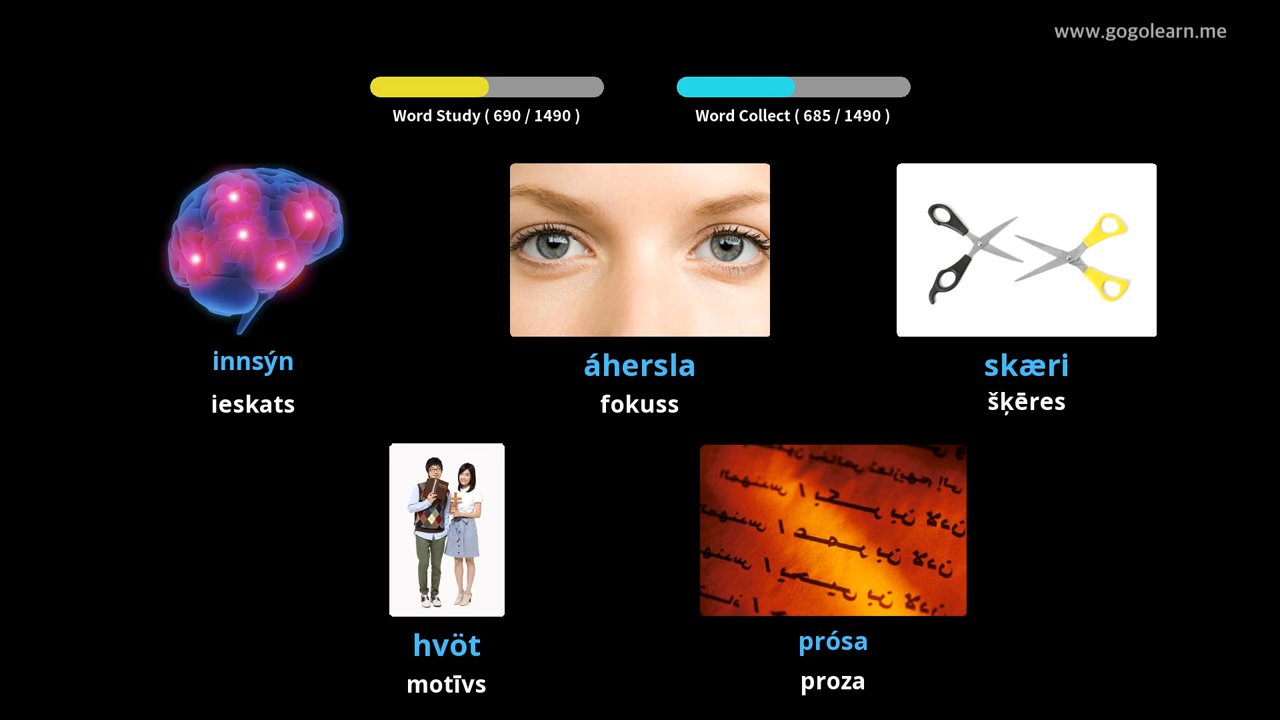 www.gogolearn.me
Word Study ( 690 / 1490 )
Word Collect ( 685 / 1490 )
innsýn
ieskats
áhersla
fokuss
skæri
šķēres
hvöt
motīvs
prósa
proza